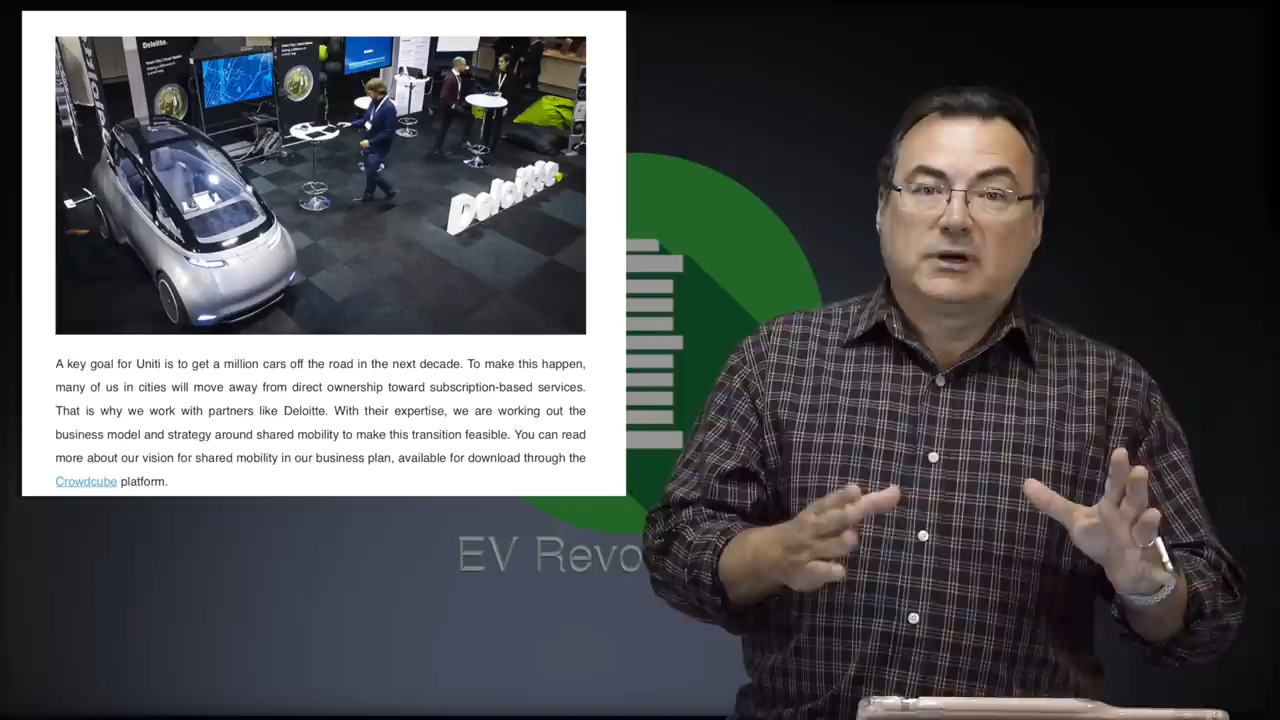 Deloitte.
Deloitte
A key goal for Uniti is to get a million cars off the road in the next decade. To make this happen,
many of us in cities will move away from direct ownership toward subscription-based services.
That is why we work with partners like Deloitte. With their expertise, we are working out the
business model and strategy around shared mobility to make this transition feasible. You can read
more about our vision for shared mobility in our business plan, available for download through the
Crowdcube platform.
EV Revo